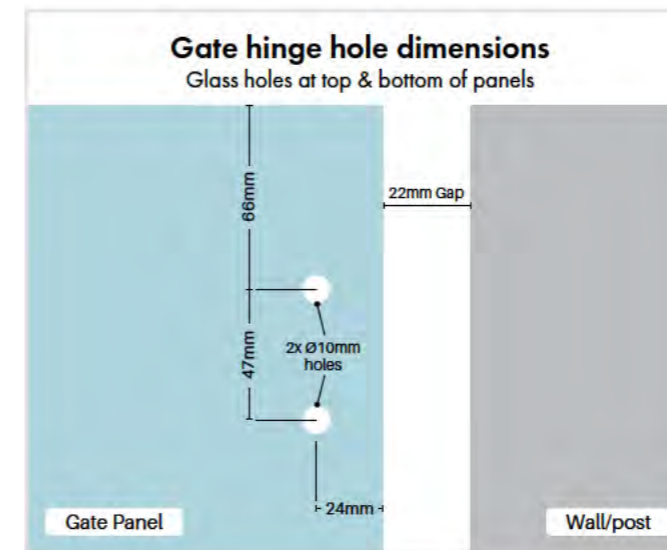 Gate hinge hole dimensions
Glass holes at top & bottom of panels
66mm
22mm Gap
47mm
2x Ø10mm
holes
24mm
Gate Panel
Wall/post